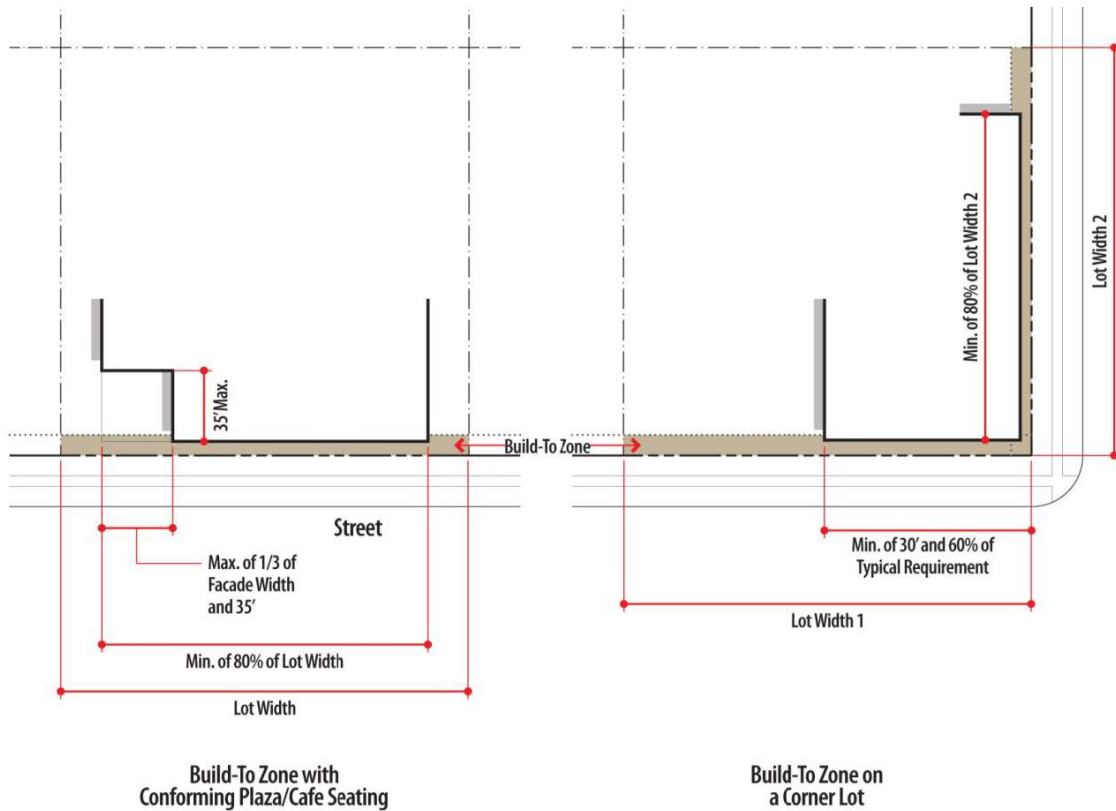 35' Max.
Build-To Zone
Street
Max. of 1/3 of
Facade Width
and 35'
Min. of 80% of Lot Width
Lot Width
Build-To Zone with
Conforming Plaza/Cafe Seating
Min. of 80% of Lot Width 2
Lot Width 2
Min. of 30' and 60% of
Typical Requirement
Lot Width 1
Build-To Zone on
a Corner Lot